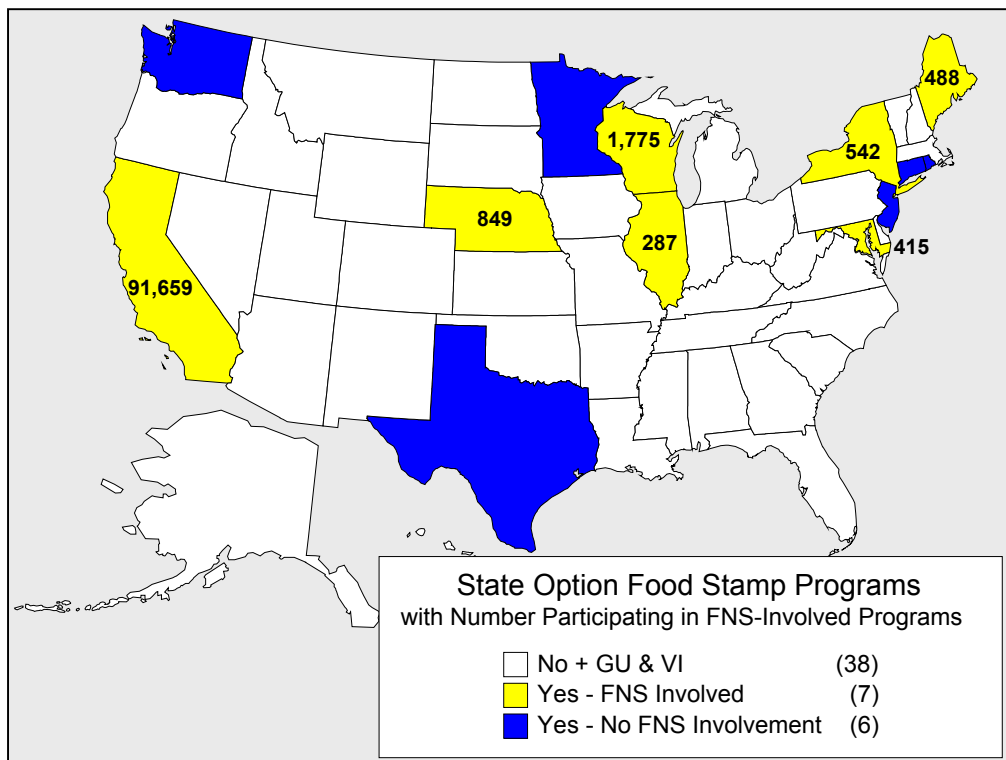 488
1,775
542
849
287
415
91,659
State Option Food Stamp Programs
with Number Participating in FNS-Involved Programs
No + GU & VI (38)
Yes - FNS Involved (7)
Yes - No FNS Involvement (6)